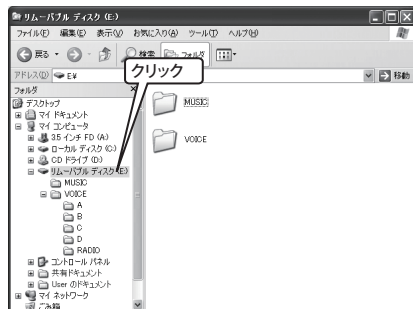 リムーバブル ディスク (E:)
ファイル(F) 編集(E) 表示(V) お気に入り(A) ツール(T) ヘルプ(H)
戻る 検索 フォルダ
アドレス(D) E¥ 移動
クリック
フォルダ ×
デスクトップ
マイ ドキュメント
マイ コンピュータ
3.5 インチ FD (A:)
ローカル ディスク (C:)
CD ドライブ (D:)
リムーバブル ディスク (E:)
MUSIC
VOICE
A
B
C
D
RADIO
コントロール パネル
共有ドキュメント
User のドキュメント
マイ ネットワーク
ごみ箱
MUSIC
VOICE